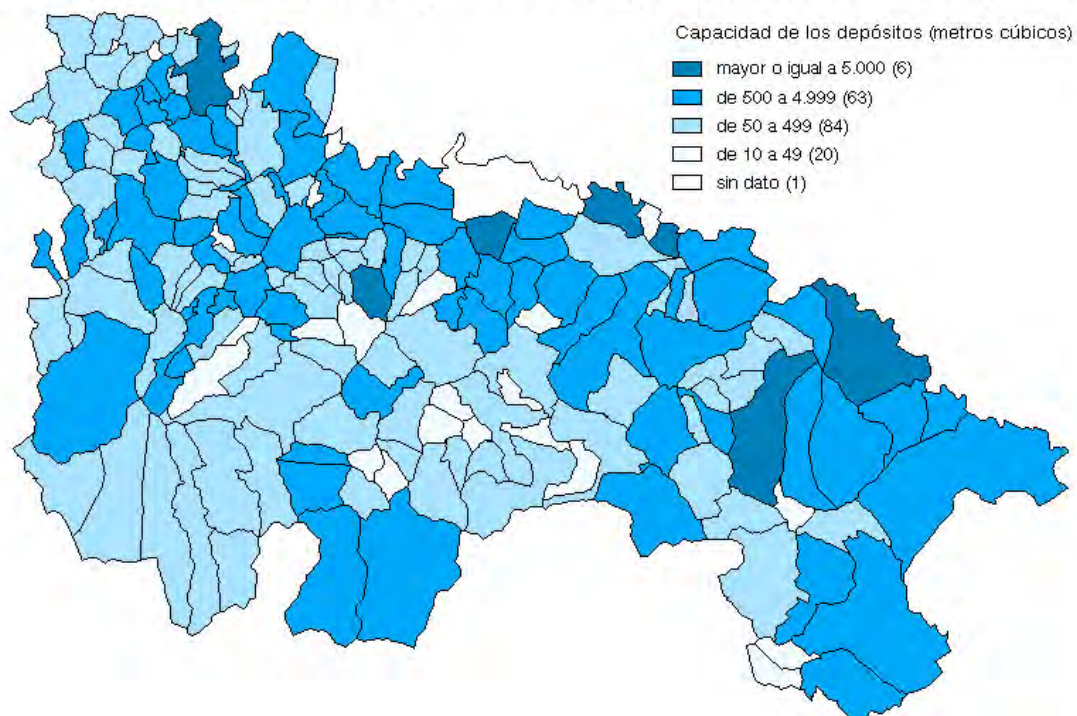 Capacidad de los depósitos (metros cúbicos)
mayor o igual a 5.000 (6)
de 500 a 4.999 (63)
de 50 a 499 (84)
de 10 a 49 (20)
sin dato (1)